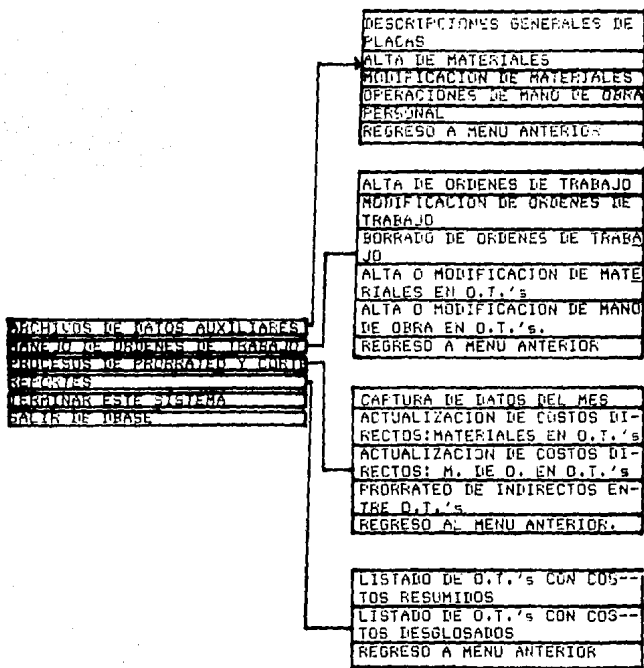 DESCRIPCIONES GENERALES DE
PLACAS
ALTA DE MATERIALES
MODIFICACION DE MATERIALES
OPERACIONES DE MANO DE OBRA
PERSONAL
REGRESO A MENU ANTERIOR
ALTA DE ORDENES DE TRABAJO
MODIFICACION DE ORDENES DE
TRABAJO
BORRADO DE ORDENES DE TRABA
JO
ALTA O MODIFICACION DE MATE
RIALES EN O.T.'s
ALTA O MODIFICACION DE MANO
DE OBRA EN O.T.'s.
REGRESO A MENU ANTERIOR
ARCHIVOS DE DATOS AUXILIARES
MANEJO DE ORDENES DE TRABAJO
PROCESOS DE PRORRATEO Y CORTE
REPORTES
TERMINAR ESTE SISTEMA
SALIR DE DBASE
CAPTURA DE DATOS DEL MES
ACTUALIZACION DE COSTOS DI-
RECTOS:MATERIALES EN O.T.'s
ACTUALIZACION DE COSTOS DI-
RECTOS: M. DE O. EN O.T.'s
PRORRATEO DE INDIRECTOS EN-
TRE O.T.'s
REGRESO AL MENU ANTERIOR.
LISTADO DE O.T.'s CON COS--
TOS RESUMIDOS
LISTADO DE O.T.'s CON COS--
TOS DESGLOSADOS
REGRESO A MENU ANTERIOR